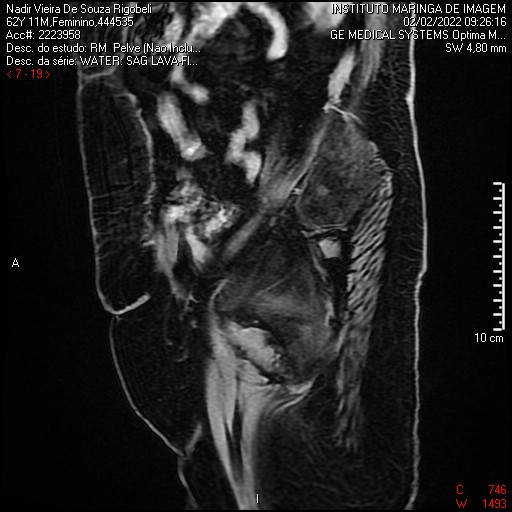 Nadir Vieira De Souza Rigobeli
62Y 11M,Feminino,444535
Acc#: 2223958
Desc. do estudo: RM Pelve (Nao Inclu...
Desc. da série: WATER: SAG LAVA-Fl...
< 7 - 19 >
INSTITUTO MARINGA DE IMAGEM
02/02/2022 09:26:16
GE MEDICAL SYSTEMS Optima M...
SW 4,80 mm
A
10 cm
I
C 746
W 1493